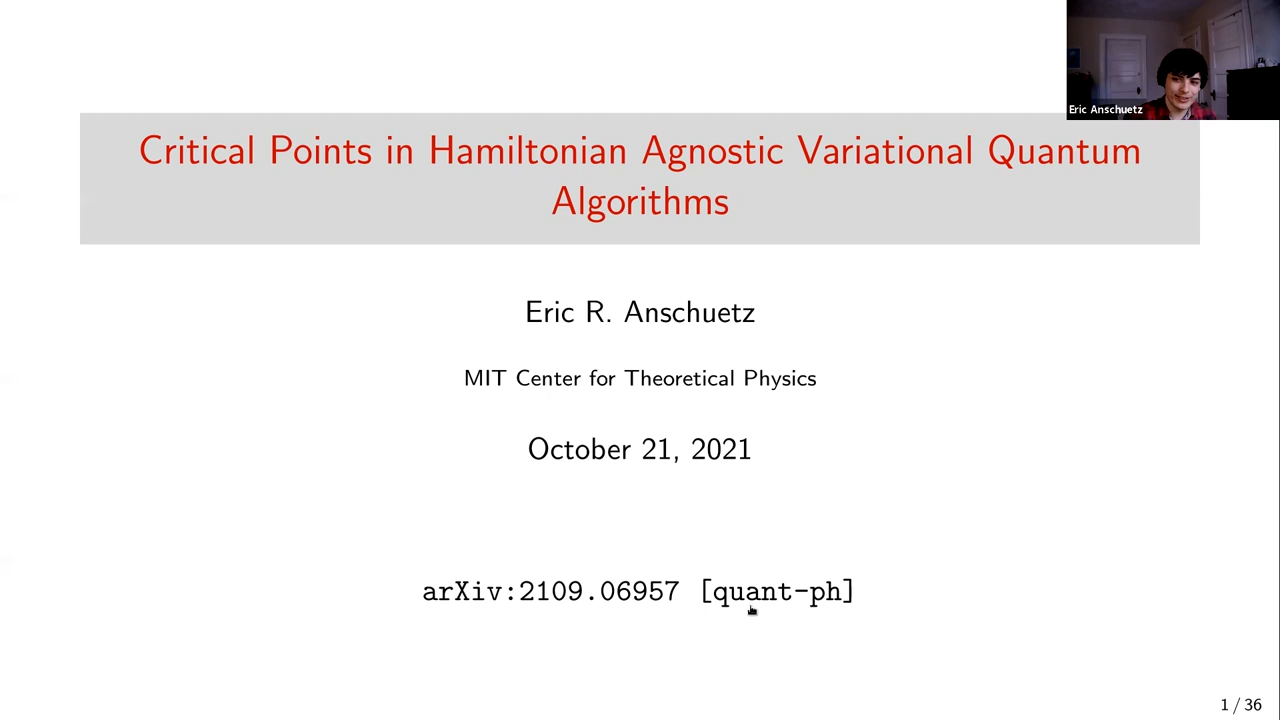 Eric Anschuetz
Critical Points in Hamiltonian Agnostic Variational Quantum
Algorithms
Eric R. Anschuetz
MIT Center for Theoretical Physics
October 21, 2021
arXiv:2109.06957 [quant-ph]
1 / 36